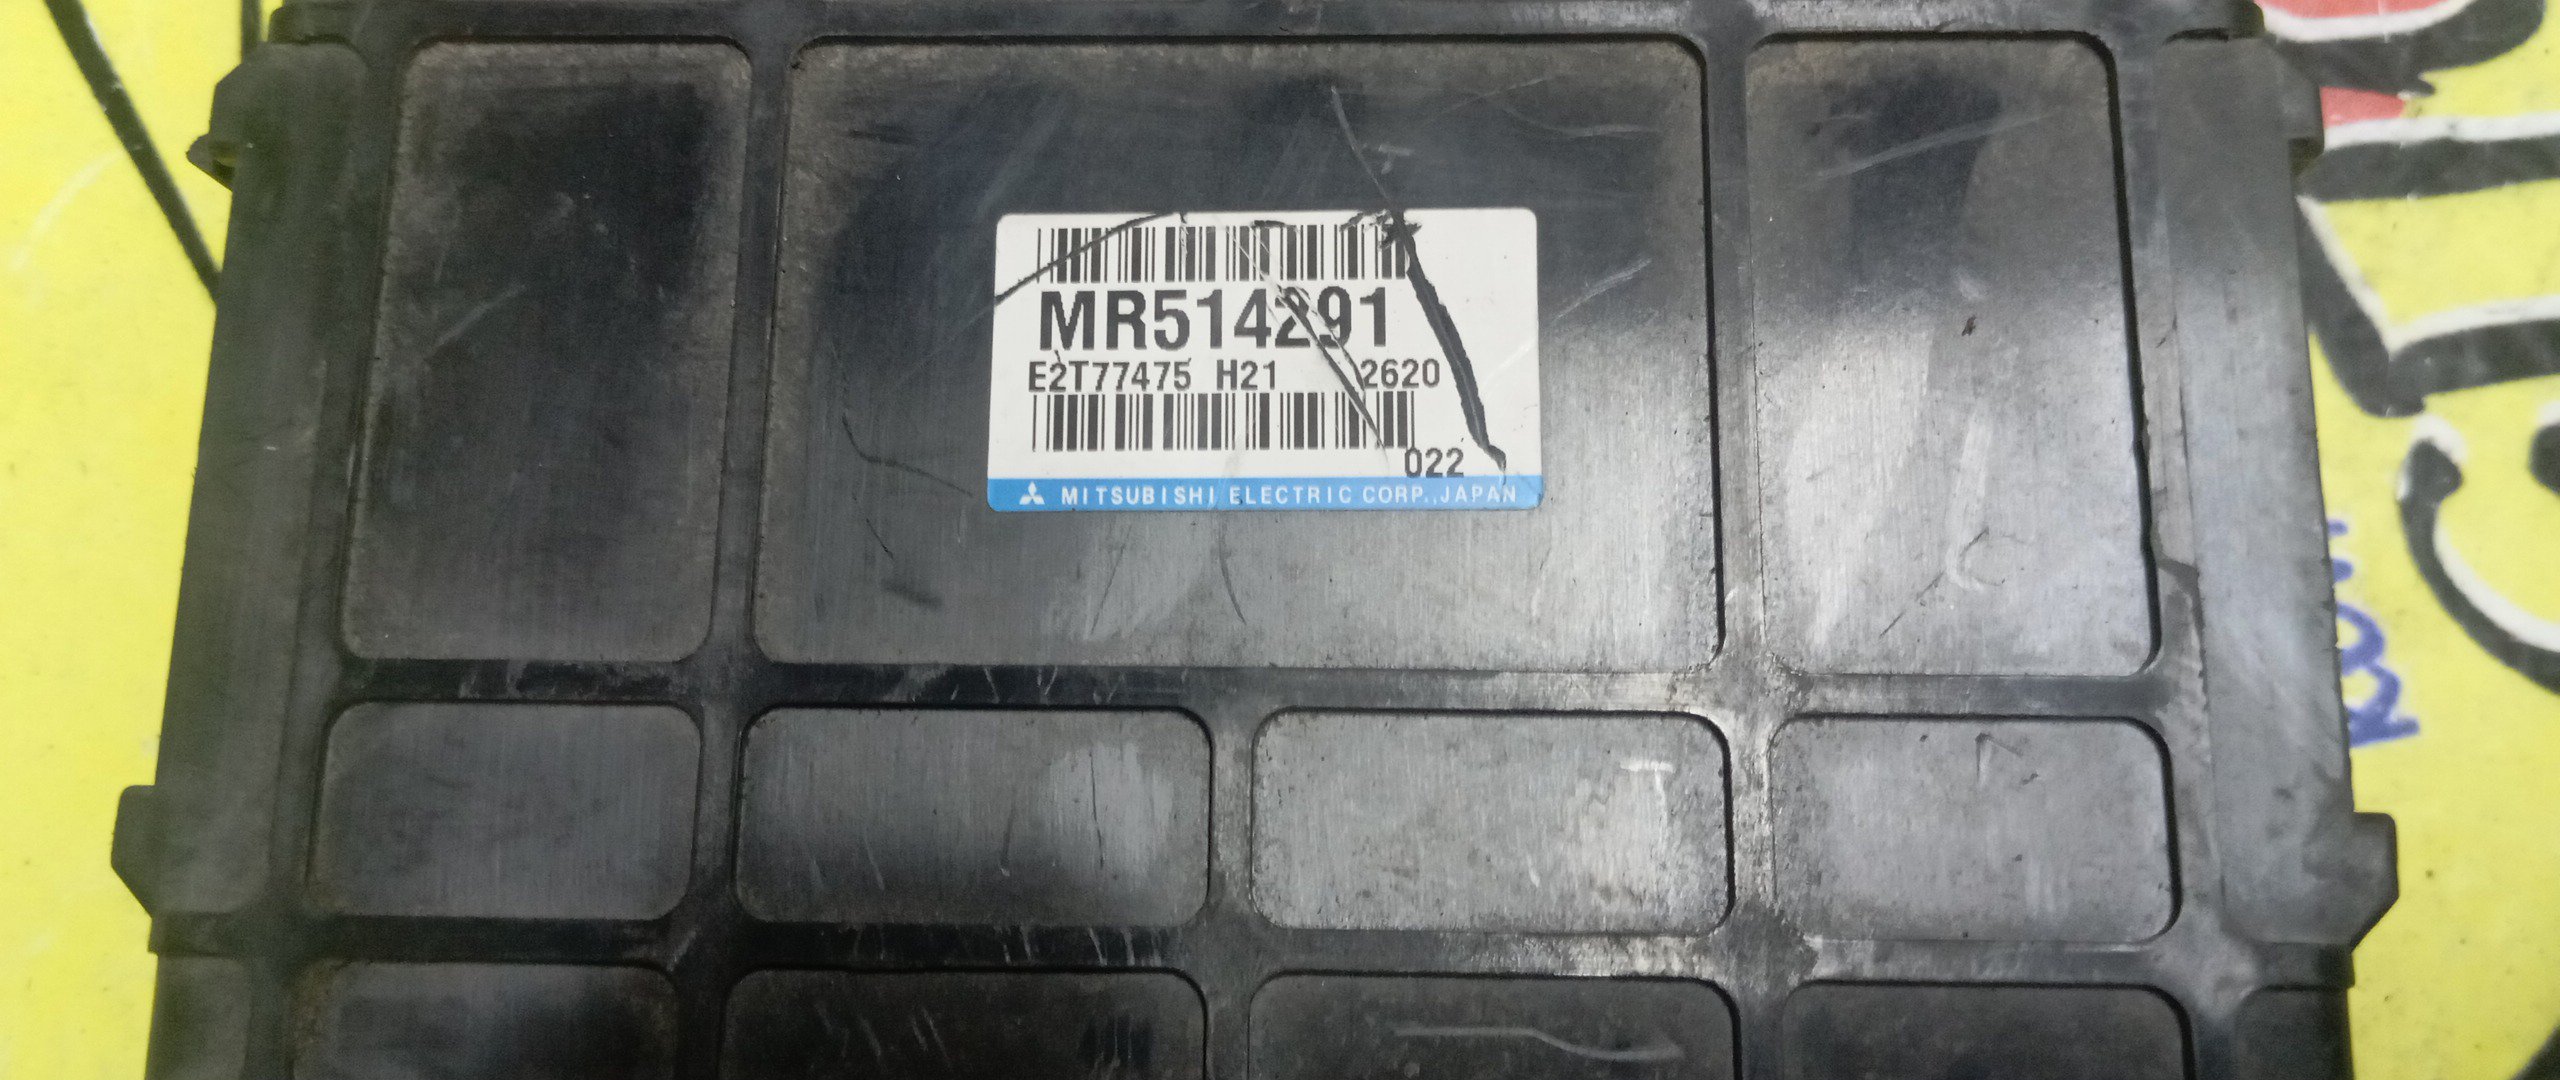 MR514291
E2T77475 H21 2620
022
MITSUBISHI ELECTRIC CORP.,JAPAN